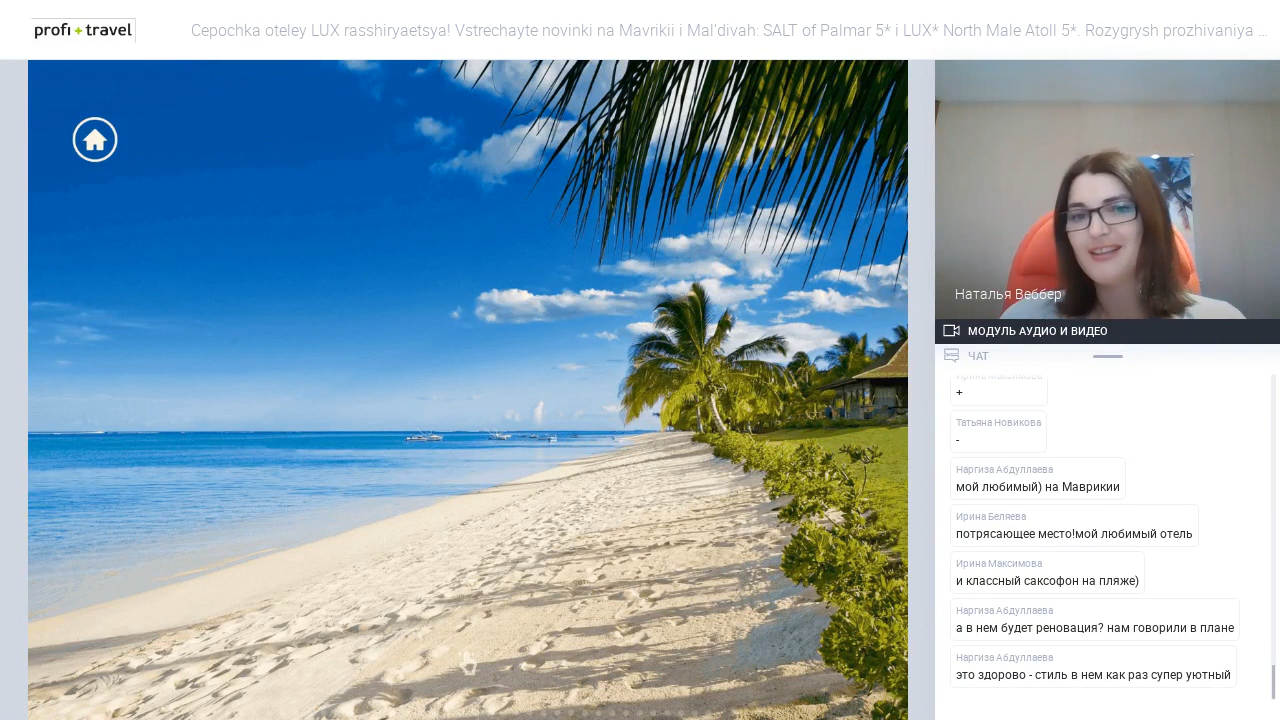 profi + travel
Cepochka oteley LUX rasshiryaetsya! Vstrechayte novinki na Mavrikii i Mal'divah: SALT of Palmar 5* i LUX* North Male Atoll 5*. Rozygrysh prozhivaniya ...
Наталья Веббер
МОДУЛЬ АУДИО И ВИДЕО
ЧАТ
Ирина Максимова
+
Татьяна Новикова
-
Наргиза Абдуллаева
мой любимый) на Маврикии
Ирина Беляева
потрясающее место!мой любимый отель
Ирина Максимова
и классный саксофон на пляже)
Наргиза Абдуллаева
а в нем будет реновация? нам говорили в плане
Наргиза Абдуллаева
это здорово - стиль в нем как раз супер уютный